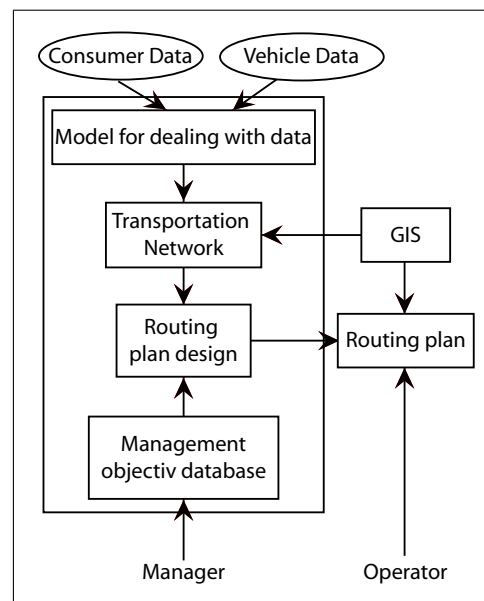 Consumer Data
Vehicle Data
Model for dealing with data
Transportation
Network
GIS
Routing
plan design
Routing plan
Management
objectiv database
Manager
Operator